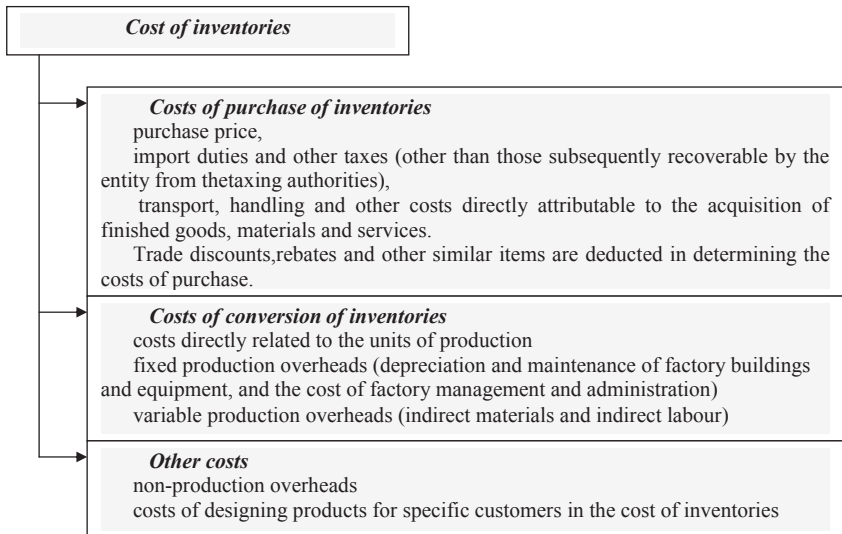 Cost of inventories
Costs of purchase of inventories
purchase price,
import duties and other taxes (other than those subsequently recoverable by the
entity from thetaxing authorities),
transport, handling and other costs directly attributable to the acquisition of
finished goods, materials and services.
Trade discounts,rebates and other similar items are deducted in determining the
costs of purchase.
Costs of conversion of inventories
costs directly related to the units of production
fixed production overheads (depreciation and maintenance of factory buildings
and equipment, and the cost of factory management and administration)
variable production overheads (indirect materials and indirect labour)
Other costs
non-production overheads
costs of designing products for specific customers in the cost of inventories